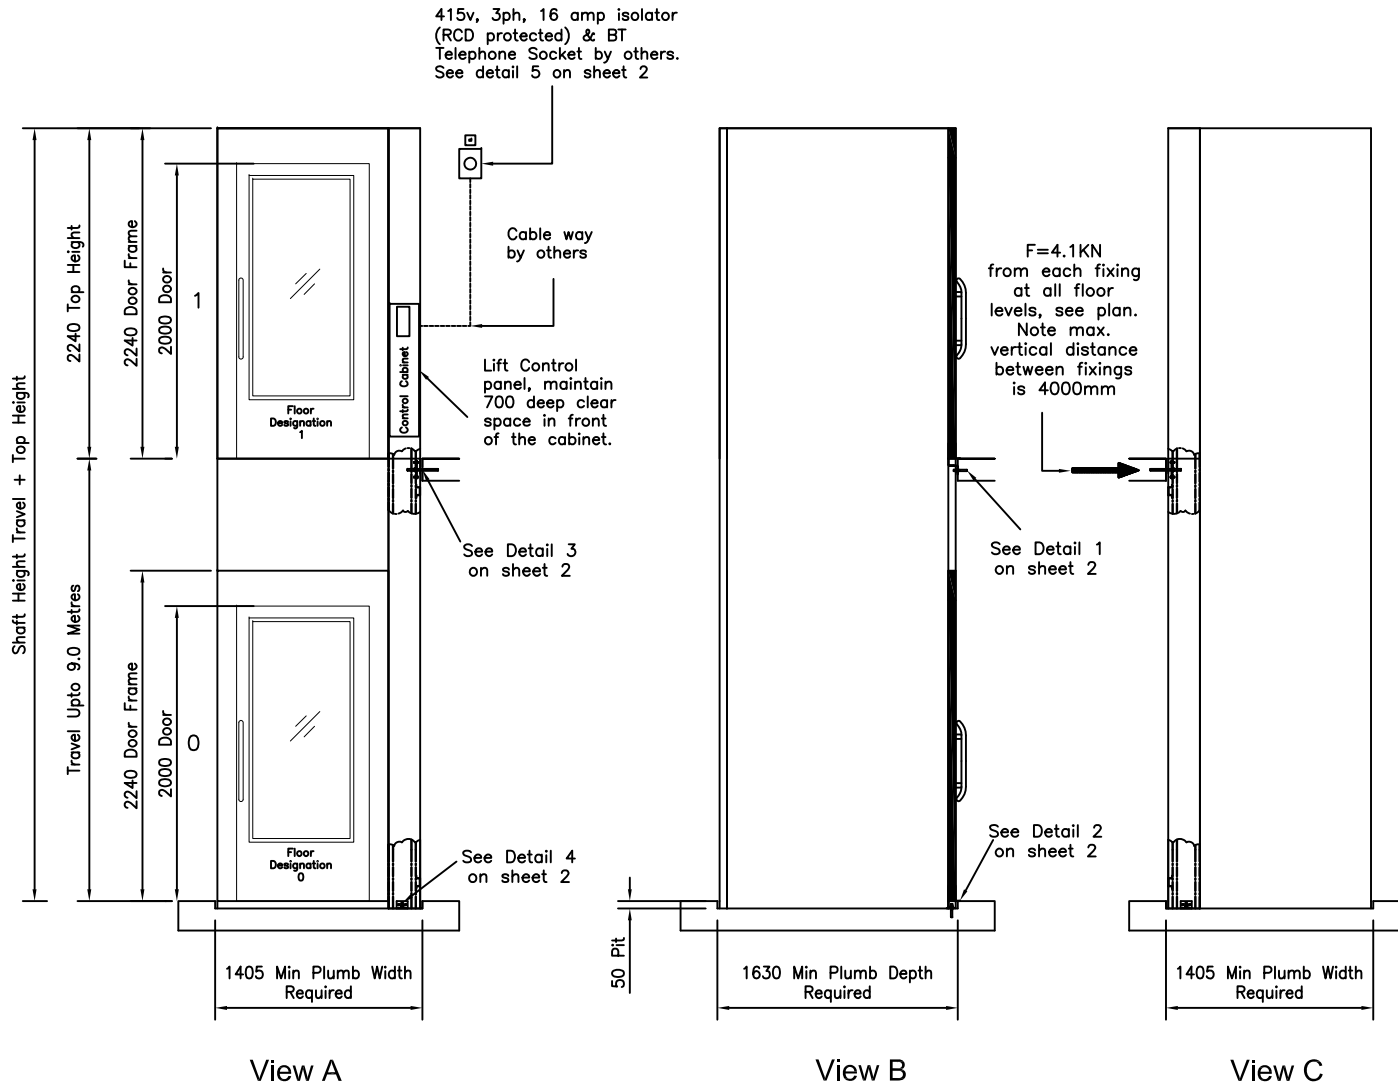 415v, 3ph, 16 amp isolator
(RCD protected) & BT
Telephone Socket by others.
See detail 5 on sheet 2
Shaft Height Travel + Top Height
2240 Top Height
2240 Door Frame
2000 Door
1
Floor
Designation
1
Control Cabinet
Cable way
by others
Lift Control
panel, maintain
700 deep clear
space in front
of the cabinet.
See Detail 3
on sheet 2
Travel Upto 9.0 Metres
2240 Door Frame
2000 Door
0
Floor
Designation
0
See Detail 4
on sheet 2
1405 Min Plumb Width
Required
View A
F=4.1KN
from each fixing
at all floor
levels, see plan.
Note max.
vertical distance
between fixings
is 4000mm
See Detail 1
on sheet 2
See Detail 2
on sheet 2
50 Pit
1630 Min Plumb Depth
Required
View B
1405 Min Plumb Width
Required
View C